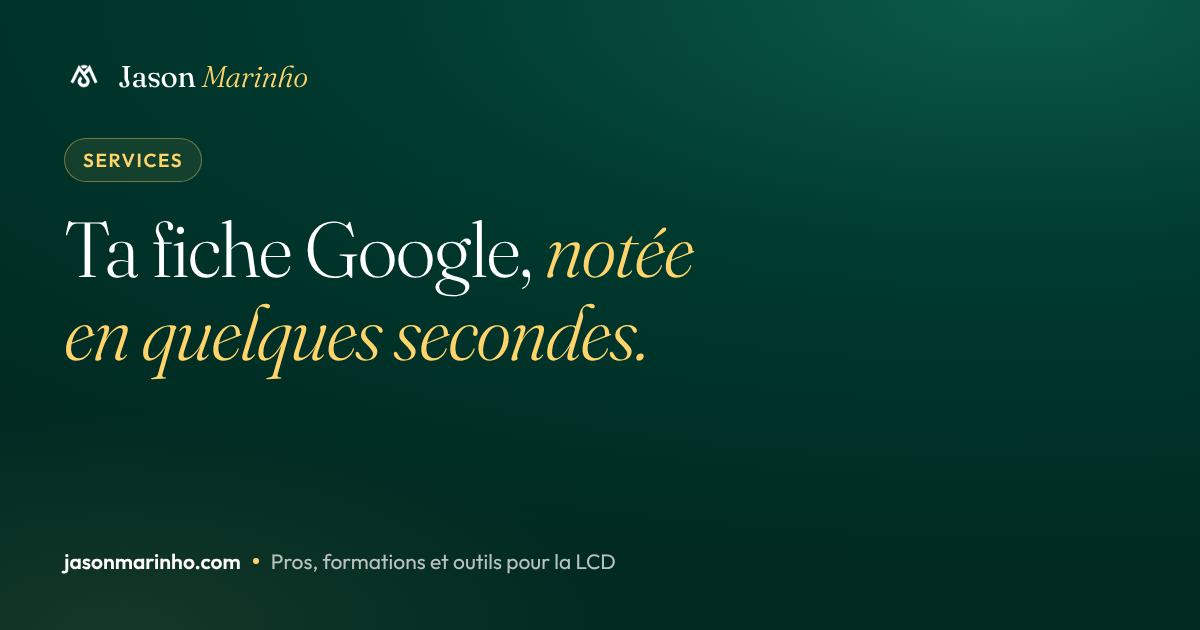 Jason Marinho
SERVICES
Ta fiche Google, notée
en quelques secondes.
jasonmarinho.com • Pros, formations et outils pour la LCD